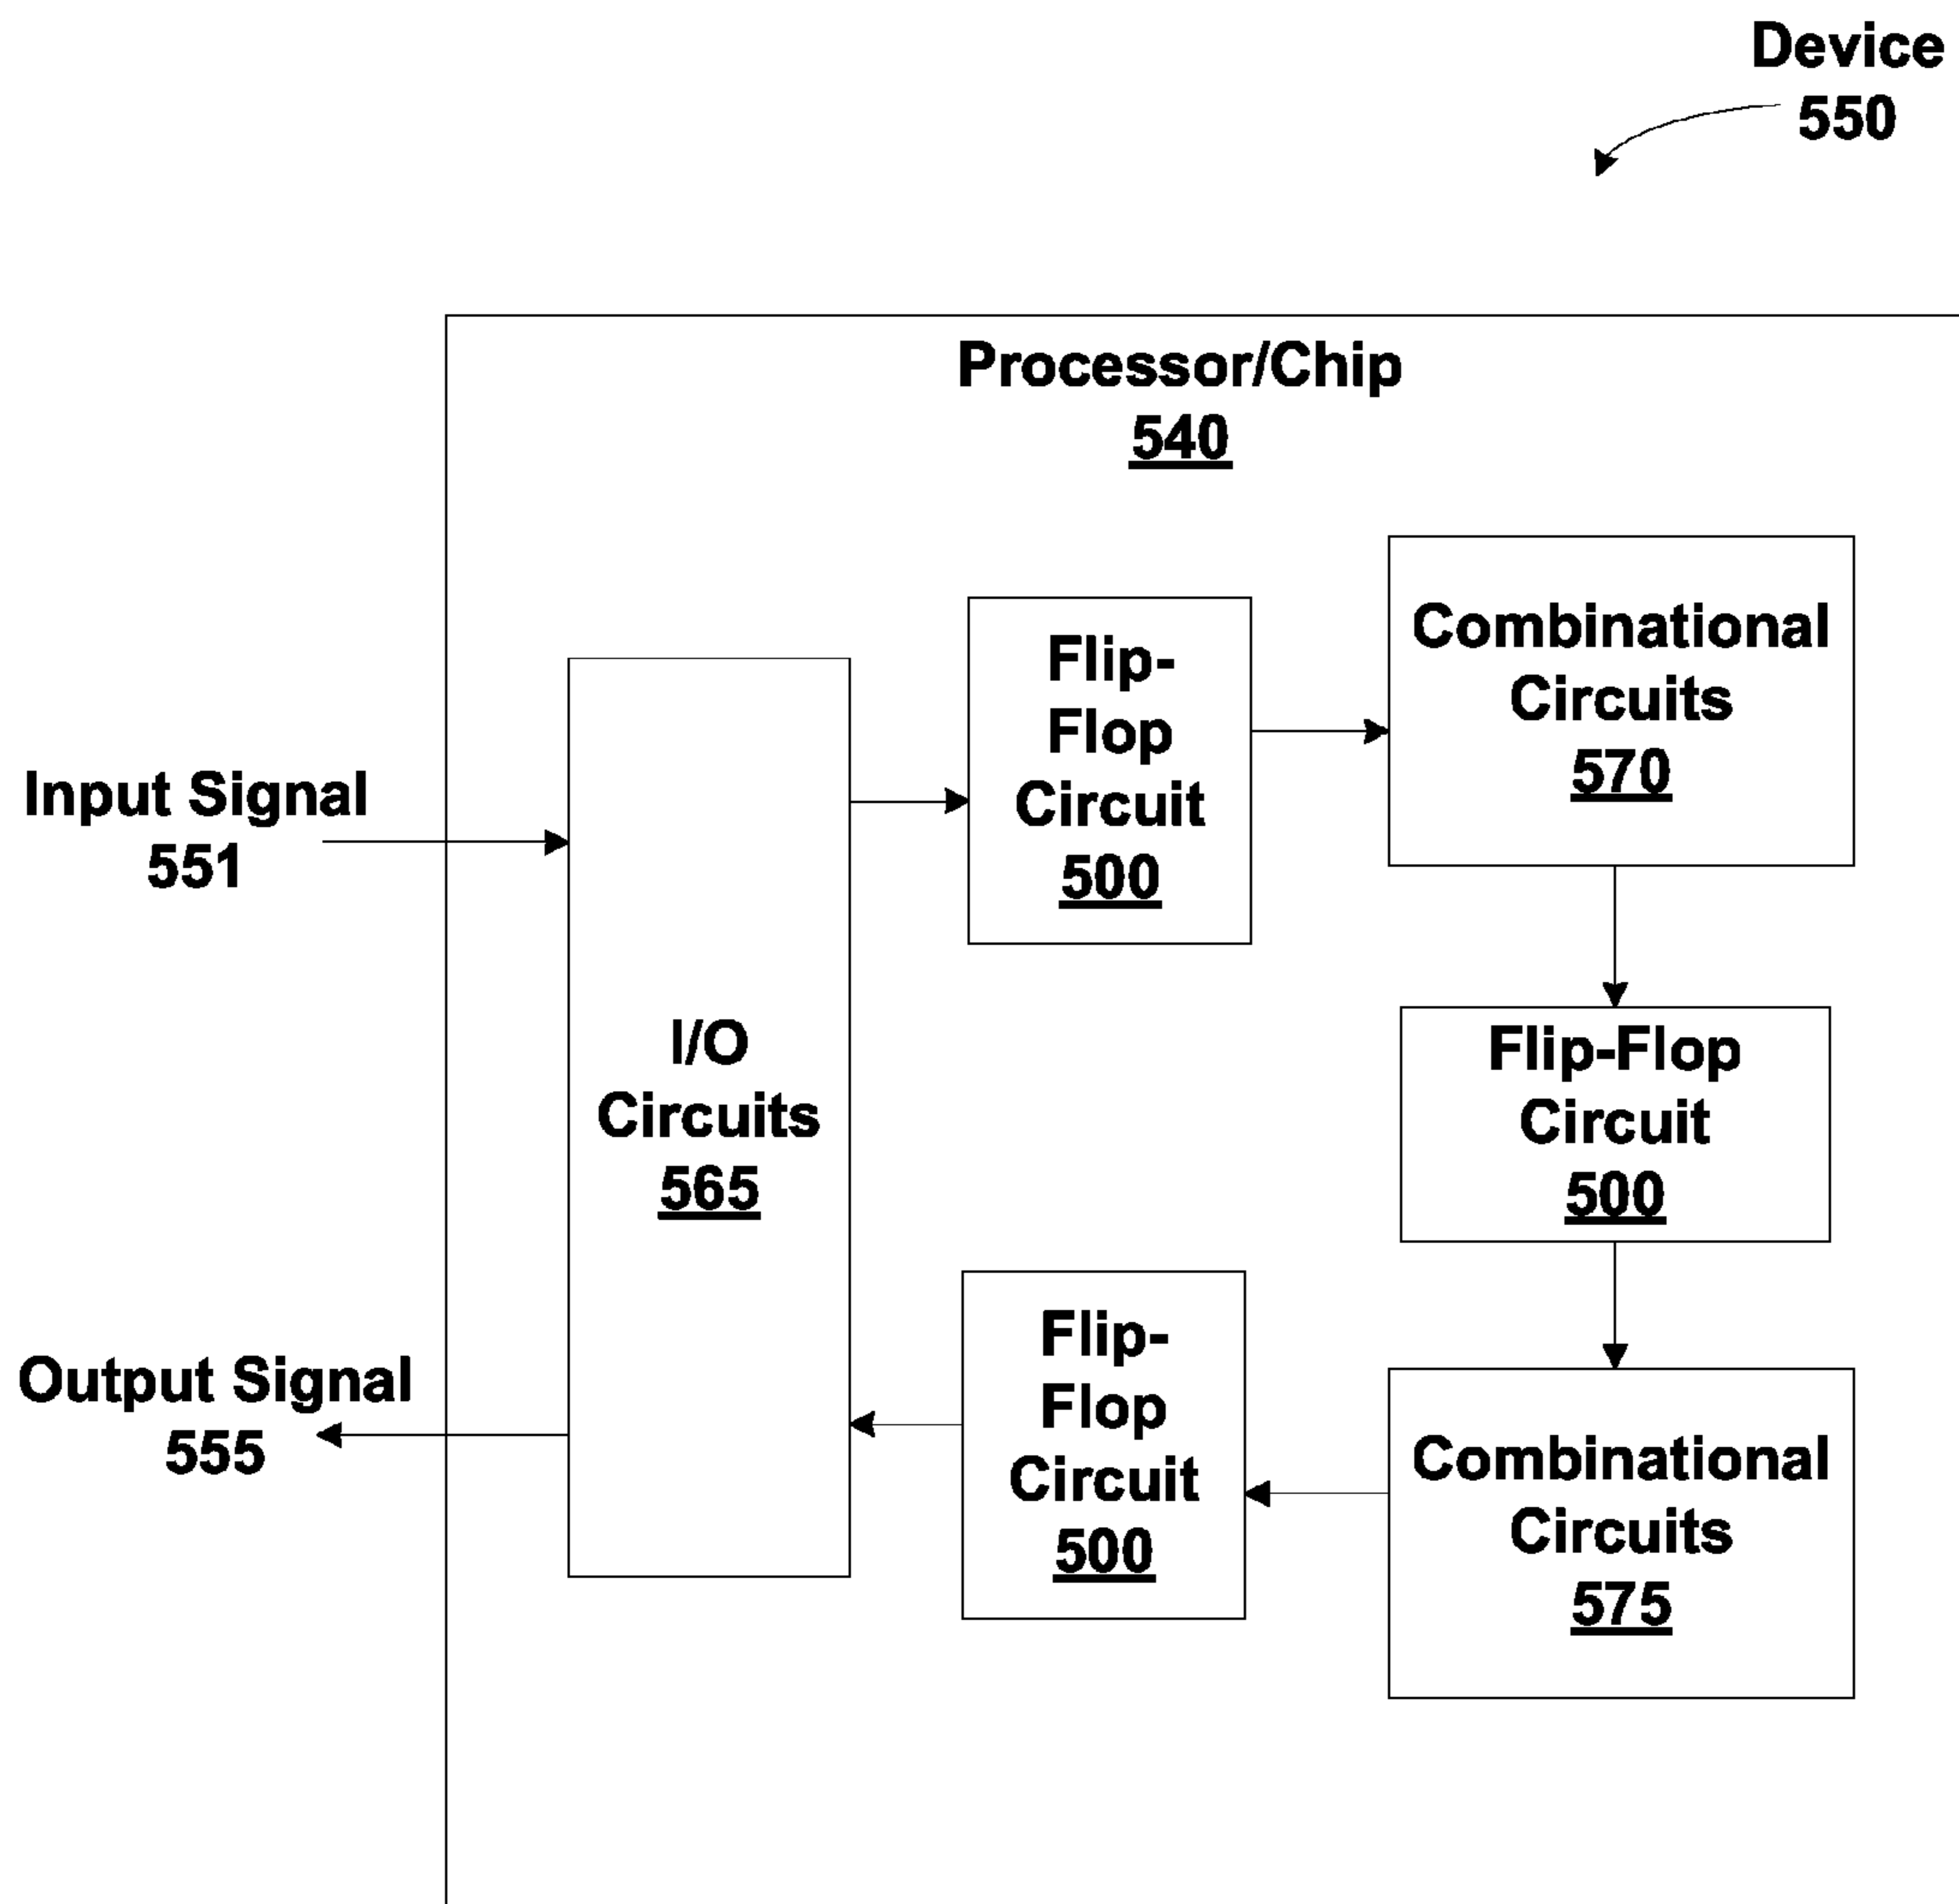 Device
550
Processor/Chip
540
Flip-
Flop
Circuit
500
Combinational
Circuits
570
Input Signal
551
I/O
Circuits
565
Flip-Flop
Circuit
500
Flip-
Flop
Circuit
500
Output Signal
555
Combinational
Circuits
575